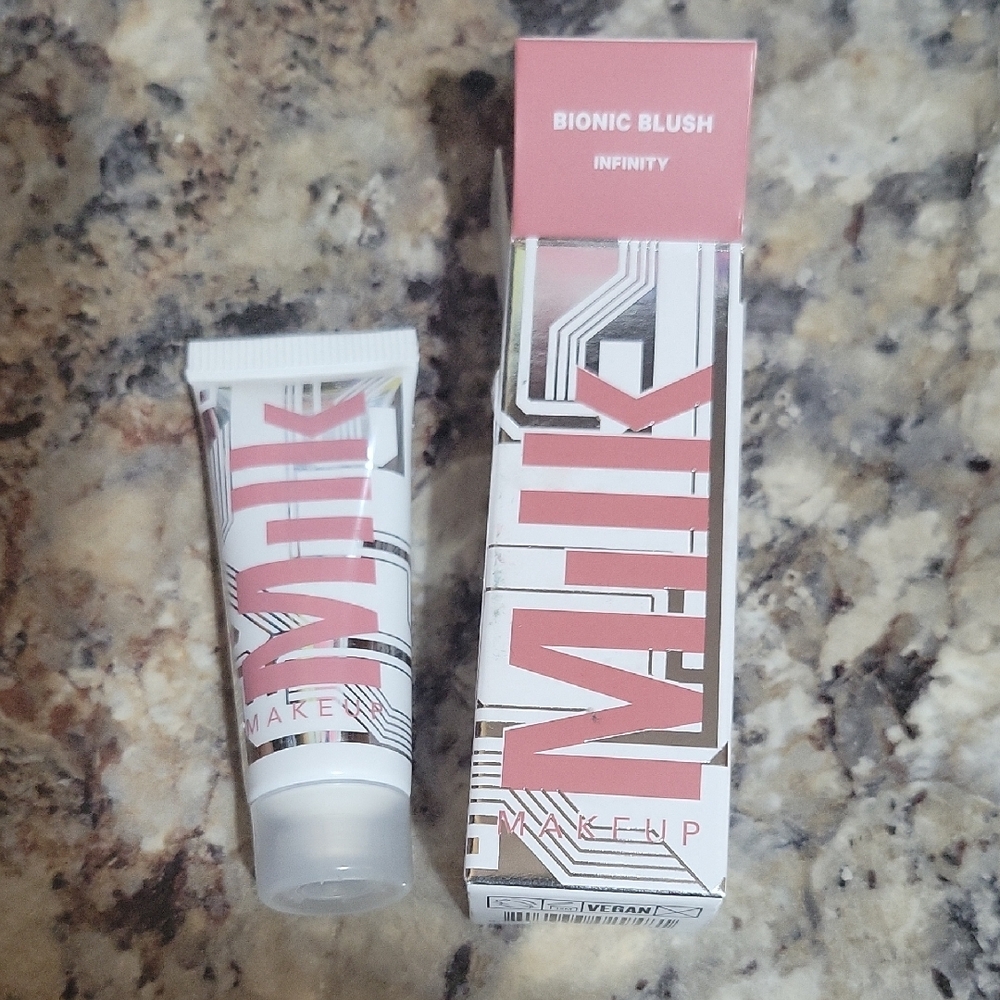 BIONIC BLUSH
INFINITY
Milk
MAKEUP
Milk
MAKEUP
VEGAN